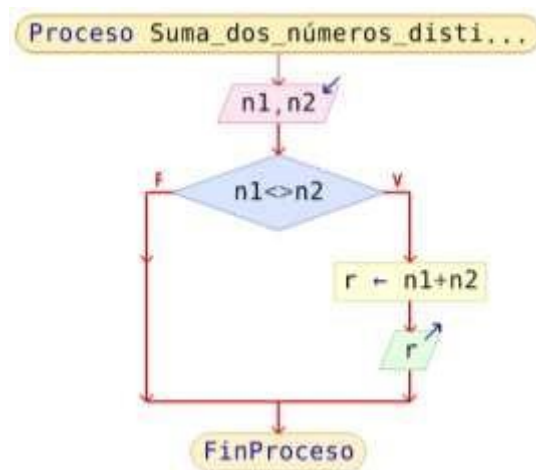 Proceso Suma_dos_números_disti...
n1,n2
F
V
n1<>n2
r ← n1+n2
r
FinProceso